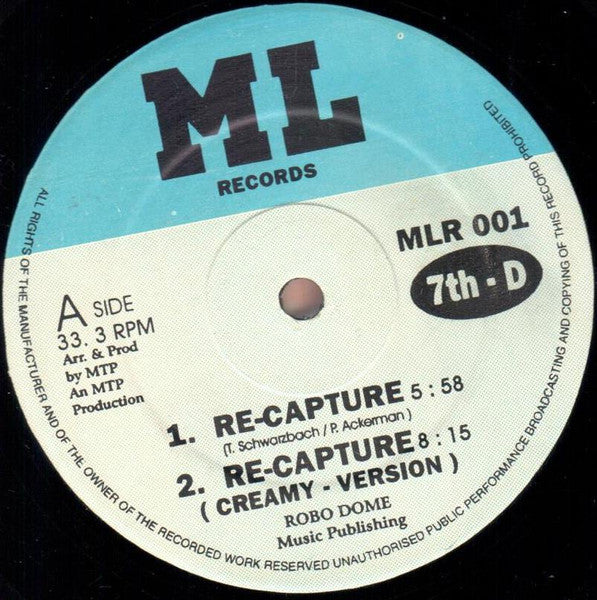 ML
RECORDS
MLR 001
7th - D
A SIDE
33. 3 RPM
Arr. & Prod
by MTP
An MTP
Production
1. RE-CAPTURE 5 : 58
(T. Schwarzbach / P. Ackerman )
2. RE-CAPTURE 8 : 15
( CREAMY - VERSION )
ROBO DOME
Music Publishing
ALL RIGHTS OF THE MANUFACTURER AND OF THE OWNER OF THE RECORDED WORK RESERVED UNAUTHORISED PUBLIC PERFORMANCE BROADCASTING AND COPYING OF THIS RECORD PROHIBITED